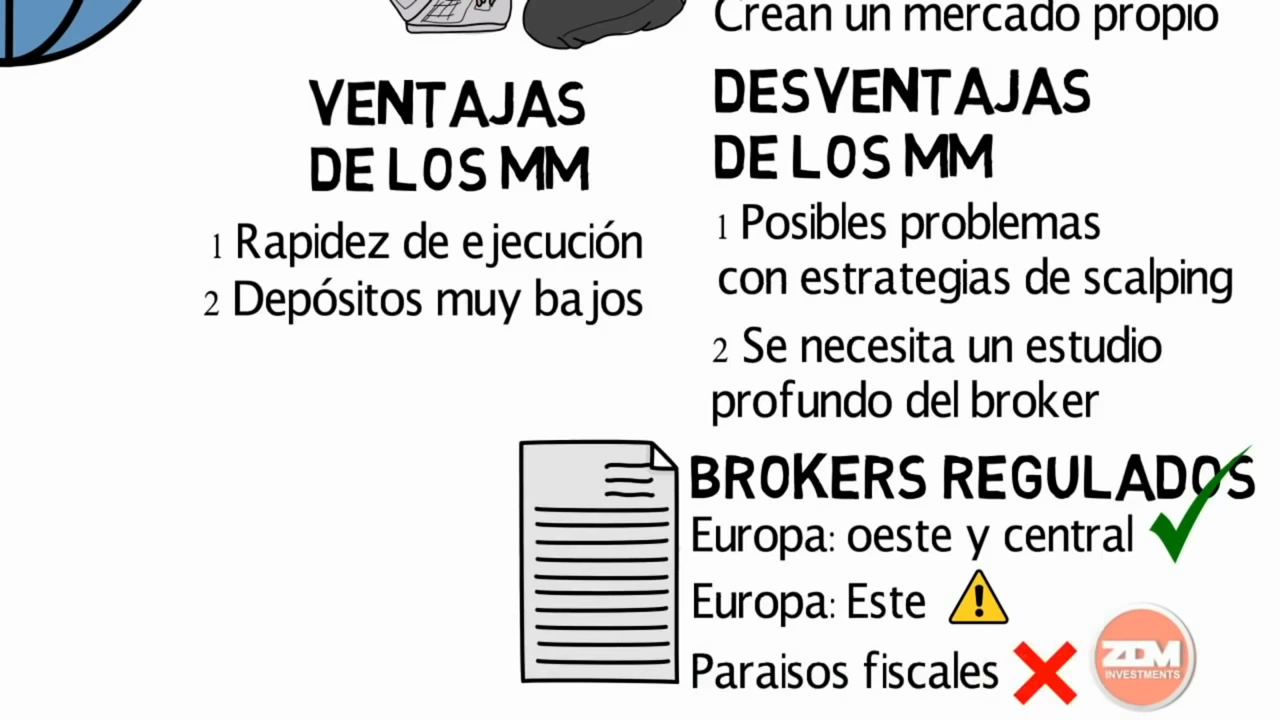 Crean un mercado propio
VENTAJAS
DE LOS MM
1 Rapidez de ejecución
2 Depósitos muy bajos
DESVENTAJAS
DE LOS MM
1 Posibles problemas
con estrategias de scalping
2 Se necesita un estudio
profundo del broker
BROKERS REGULADOS
Europa: oeste y central
Europa: Este
Paraisos fiscales
ZDM
INVESTMENTS